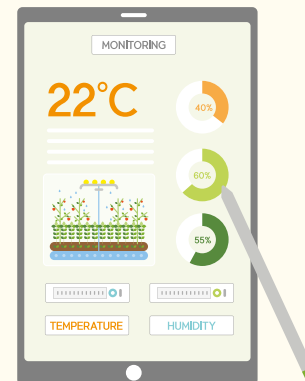 MONITORING
22°C
40%
60%
55%
TEMPERATURE
HUMIDITY